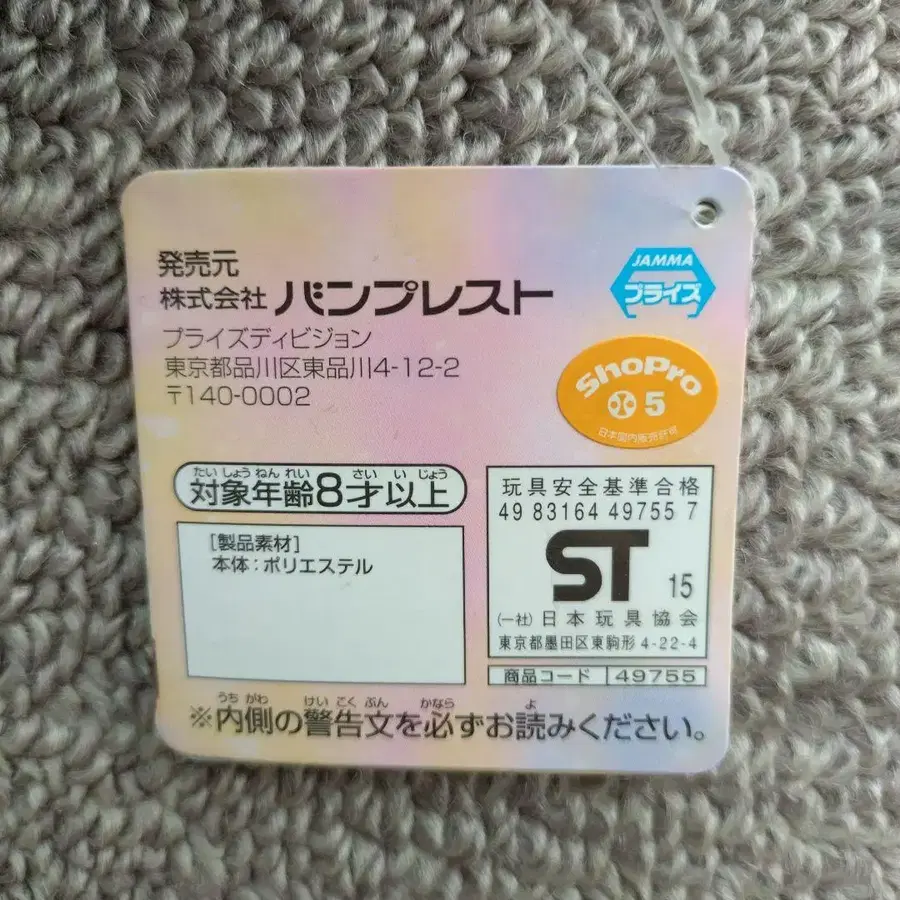 発売元
株式会社 バンプレスト
プライズディビジョン
東京都品川区東品川4-12-2
〒140-0002
JAMMA
プライズ
ShoPro
5
日本国内販売許諾
たいしょうねんれい さいいじょう
対象年齢8才以上
[製品素材]
本体:ポリエステル
玩具安全基準合格
49 83164 49755 7
ST 15
(一社)日本玩具協会
東京都墨田区東駒形4-22-4
商品コード 49755
うちがわ けいこくぶん かなら よ
※内側の警告文を必ずお読みください。